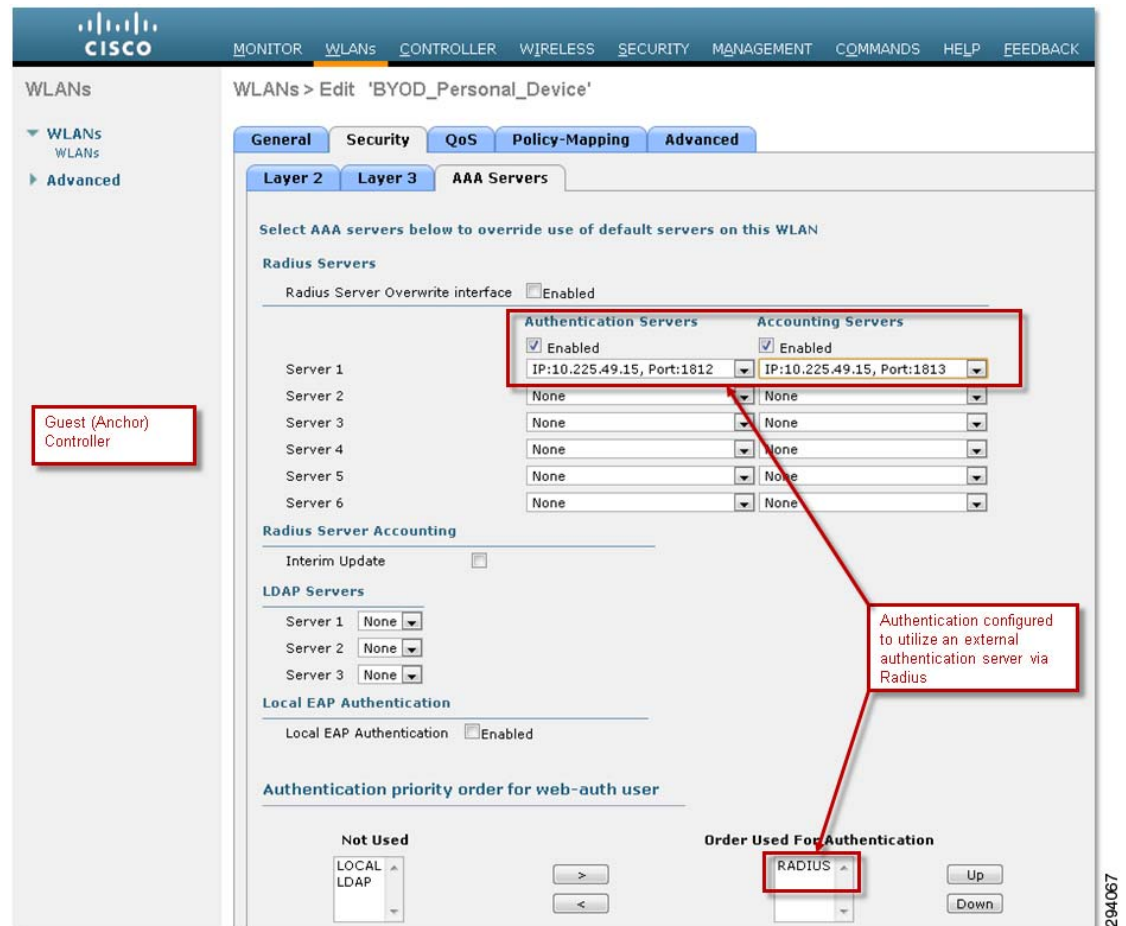 CISCO
MONITOR WLANs CONTROLLER WIRELESS SECURITY MANAGEMENT COMMANDS HELP FEEDBACK
WLANs
WLANs > Edit 'BYOD_Personal_Device'
WLANs
WLANs
Advanced
General Security QoS Policy-Mapping Advanced
Layer 2 Layer 3 AAA Servers
Select AAA servers below to override use of default servers on this WLAN
Radius Servers
Radius Server Overwrite interface Enabled
Authentication Servers Accounting Servers
Enabled Enabled
Server 1 IP:10.225.49.15, Port:1812 IP:10.225.49.15, Port:1813
Server 2 None None
Server 3 None None
Server 4 None None
Server 5 None None
Server 6 None None
Guest (Anchor)
Controller
Radius Server Accounting
Interim Update
LDAP Servers
Server 1 None
Server 2 None
Server 3 None
Authentication configured
to utilize an external
authentication server via
Radius
Local EAP Authentication
Local EAP Authentication Enabled
Authentication priority order for web-auth user
Not Used Order Used For Authentication
LOCAL
LDAP
>
<
RADIUS
Up
Down
294067